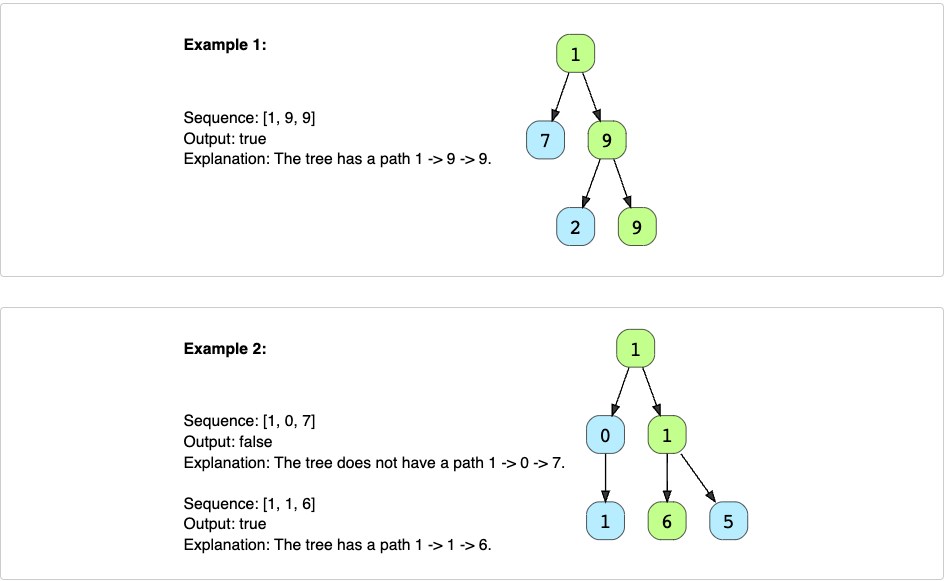 Example 1:
1
Sequence: [1, 9, 9]
Output: true
7 9
Explanation: The tree has a path 1 -> 9 -> 9.
2 9
Example 2:
1
Sequence: [1, 0, 7]
0 1
Output: false
Explanation: The tree does not have a path 1 -> 0 -> 7.
Sequence: [1, 1, 6]
1 6 5
Output: true
Explanation: The tree has a path 1 -> 1 -> 6.